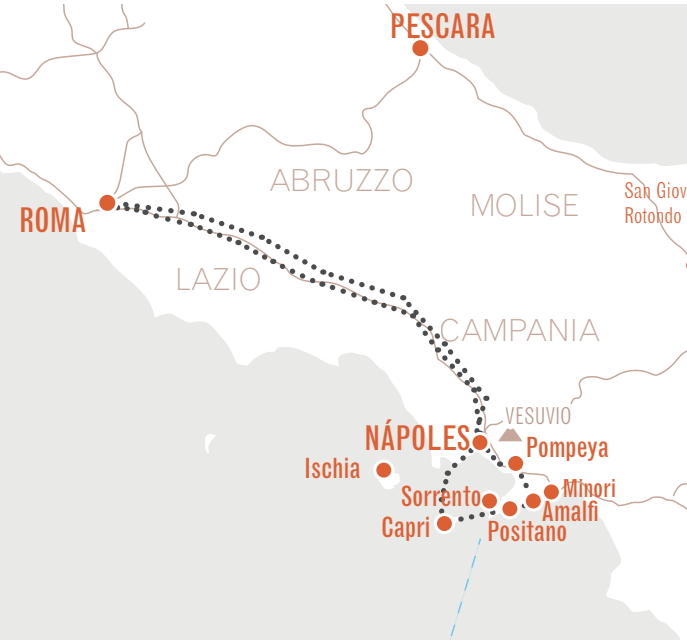 PESCARA
ABRUZZO
MOLISE
San Giov
Rotondo
ROMA
LAZIO
CAMPANIA
VESUVIO
NÁPOLES
Pompeya
Ischia
Sorrento
Minori
Amalfi
Capri
Positano